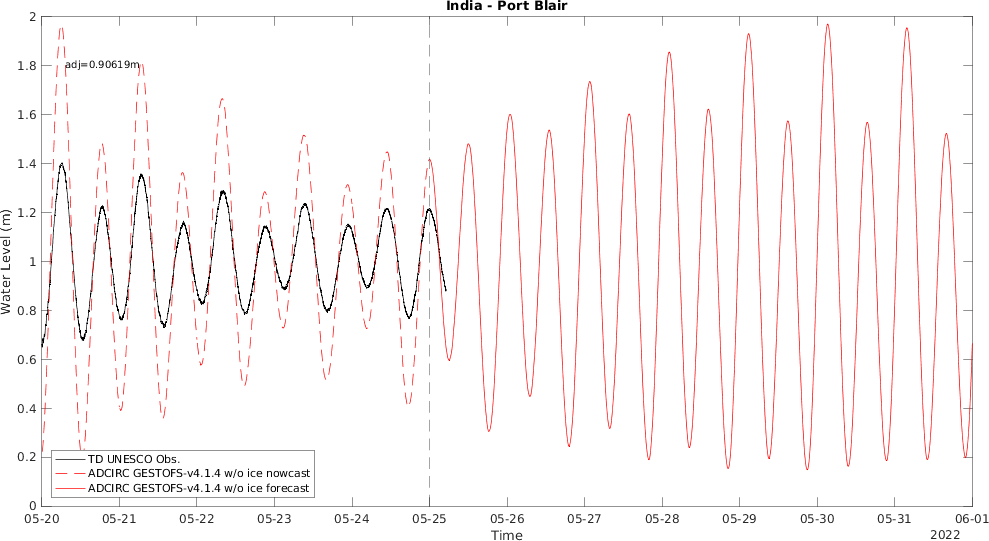 India - Port Blair
adj=0.90619m
Water Level (m)
2
1.8
1.6
1.4
1.2
1
0.8
0.6
0.4
0.2
0
TD UNESCO Obs.
ADCIRC GESTOFS-v4.1.4 w/o ice nowcast
ADCIRC GESTOFS-v4.1.4 w/o ice forecast
05-20 05-21 05-22 05-23 05-24 05-25 05-26 05-27 05-28 05-29 05-30 05-31 06-01
Time
2022